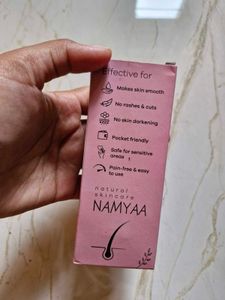 Effective for
Makes skin smooth
No rashes & cuts
No skin darkening
Pocket friendly
Safe for sensitive
areas
Pain-free & easy
to use
natural
skincare
NAMYAA